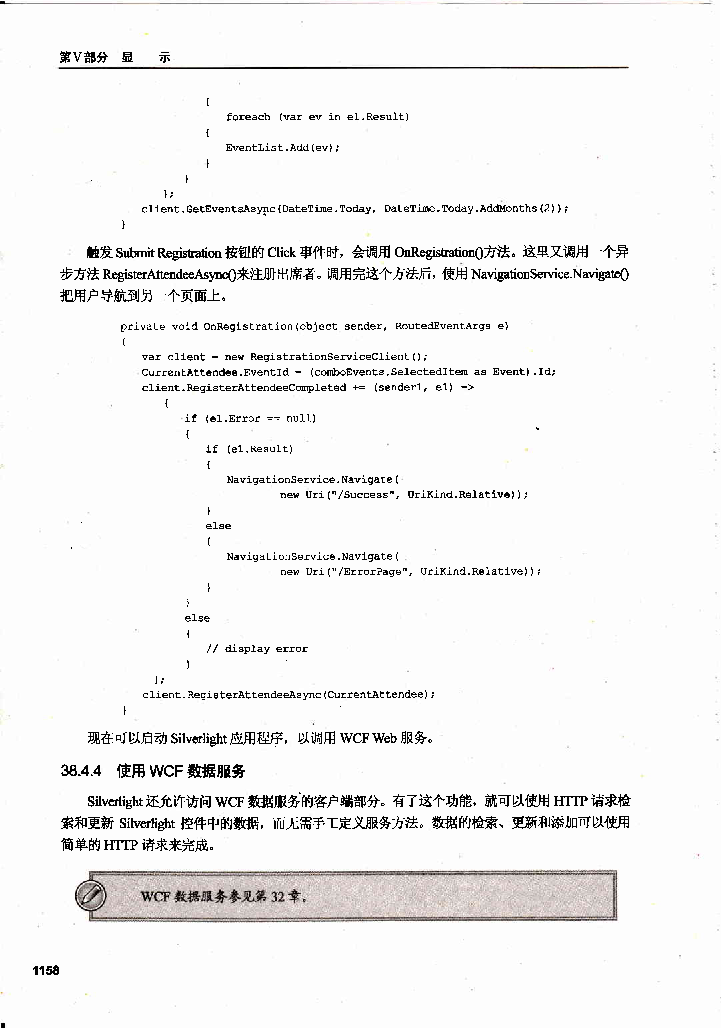 第V部分 显 示
{
foreach (var ev in e1.Result)
{
EventList.Add(ev);
}
}
};
client.GetEventsAsync(DateTime.Today, DateTime.Today.AddMonths(2));
}
触发 Submit Registration 按钮的 Click 事件时，会调用 OnRegistration()方法。这里又调用一个异
步方法 RegisterAttendeeAsync()来注册出席者。调用完这个方法后，使用 NavigationService.Navigate()
把用户导航到另一个页面上。
private void OnRegistration(object sender, RoutedEventArgs e)
{
var client = new RegistrationServiceClient();
CurrentAttendee.EventId = (comboEvents.SelectedItem as Event).Id;
client.RegisterAttendeeCompleted += (sender1, e1) =>
{
if (e1.Error == null)
{
if (e1.Result)
{
NavigationService.Navigate(
new Uri("/Success", UriKind.Relative));
}
else
{
NavigationService.Navigate(
new Uri("/ErrorPage", UriKind.Relative));
}
}
else
{
// display error
}
};
client.RegisterAttendeeAsync(CurrentAttendee);
}
现在可以启动 Silverlight 应用程序，以调用 WCF Web 服务。
38.4.4 使用 WCF 数据服务
Silverlight 还允许访问 WCF 数据服务的客户端部分。有了这个功能，就可以使用 HTTP 请求检
索和更新 Silverlight 控件中的数据，而无需手工定义服务方法。数据的检索、更新和添加可以使用
简单的 HTTP 请求来完成。
WCF 数据服务参见第 32 章。
1158